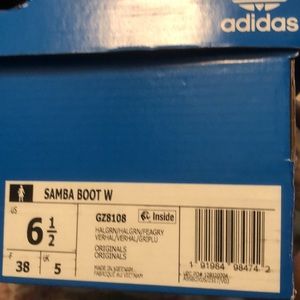 adidas
SAMBA BOOT W
US
6 1/2
F
38
UK
5
GZ8108
Inside
HALGRN/HALGRN/FEAGRY
VERHAL/VERHAL/GRIPLU
ORIGINALS
ORIGINALS
MADE IN VIETNAM
FABRIQUÉ AU VIETNAM
1 91984 98474 2